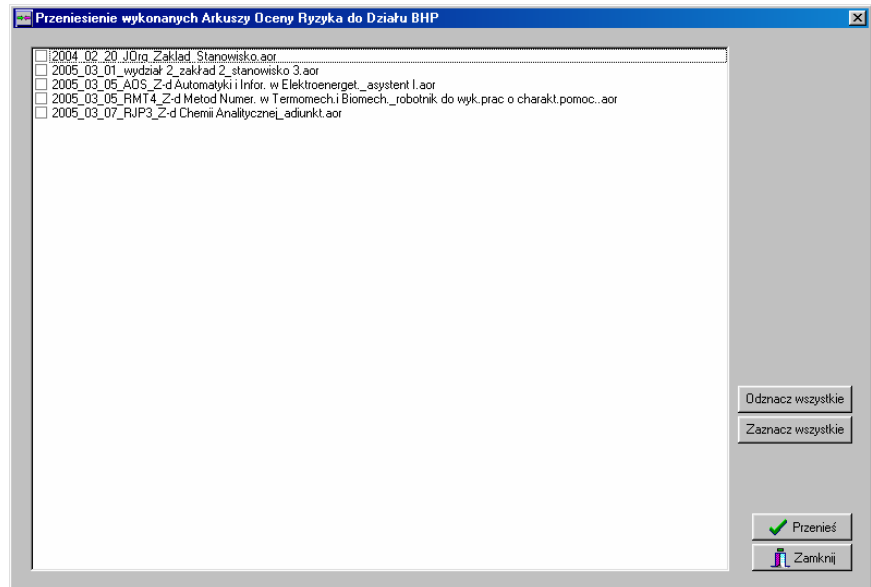 Przeniesienie wykonanych Arkuszy Oceny Ryzyka do Działu BHP
2004_02_20_JOrg_Zaklad_Stanowisko.aor
2005_03_01_wydział 2_zakład 2_stanowisko 3.aor
2005_03_05_AOS_Z-d Automatyki i Infor. w Elektroenerget._asystent I.aor
2005_03_05_RMT4_Z-d Metod Numer. w Termomech.i Biomech._robotnik do wyk.prac o charakt.pomoc..aor
2005_03_07_RJP3_Z-d Chemii Analitycznej_adiunkt.aor
Odznacz wszystkie
Zaznacz wszystkie
Przenieś
Zamknij